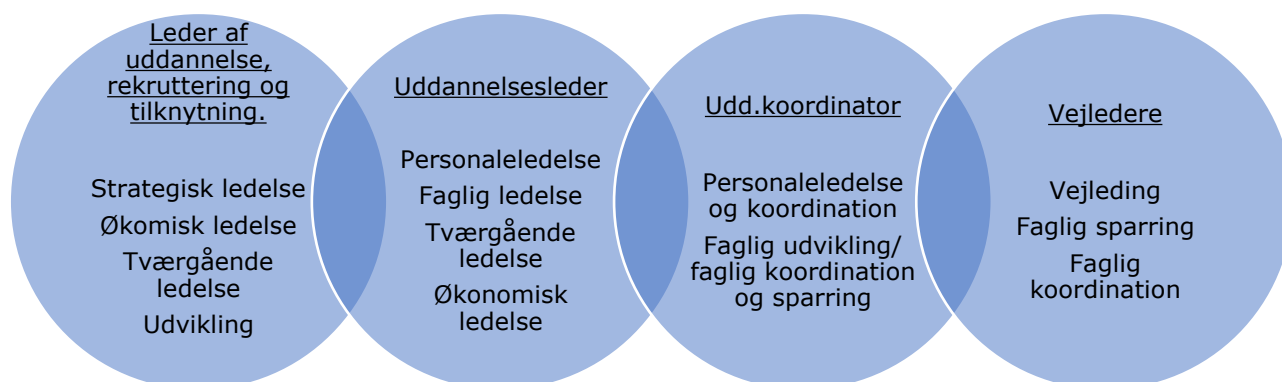 Leder af
uddannelse,
rekruttering og
tilknytning.
Strategisk ledelse
Økomisk ledelse
Tværgående
ledelse
Udvikling
Uddannelsesleder
Personaleledelse
Faglig ledelse
Tværgående
ledelse
Økonomisk
ledelse
Udd.koordinator
Personaleledelse
og koordination
Faglig udvikling/
faglig koordination
og sparring
Vejledere
Vejleding
Faglig sparring
Faglig
koordination